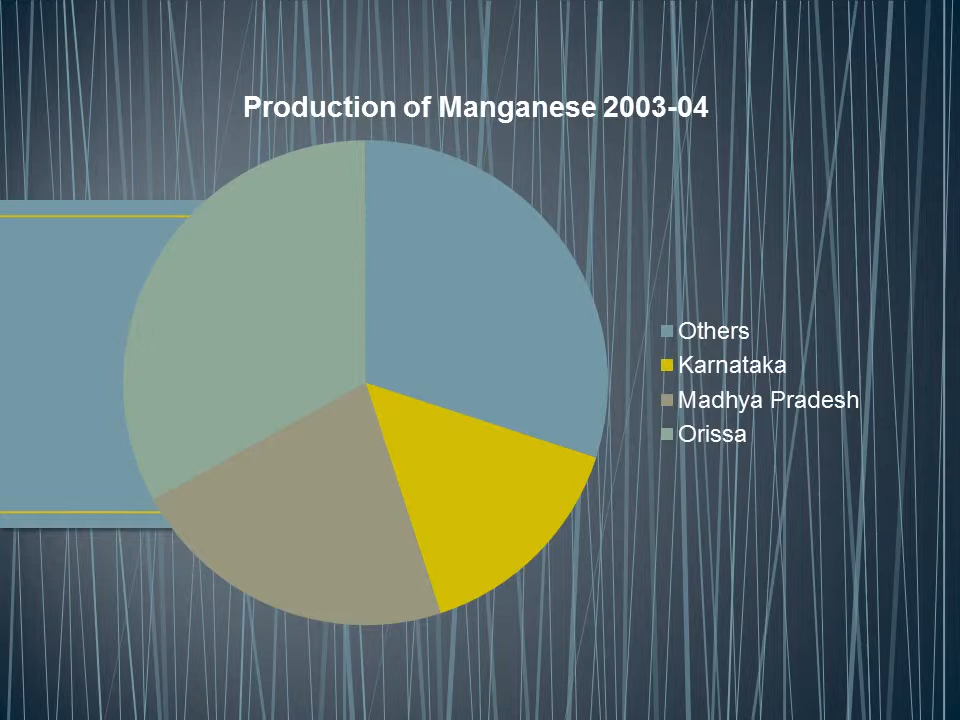 Production of Manganese 2003-04
Others
Karnataka
Madhya Pradesh
Orissa